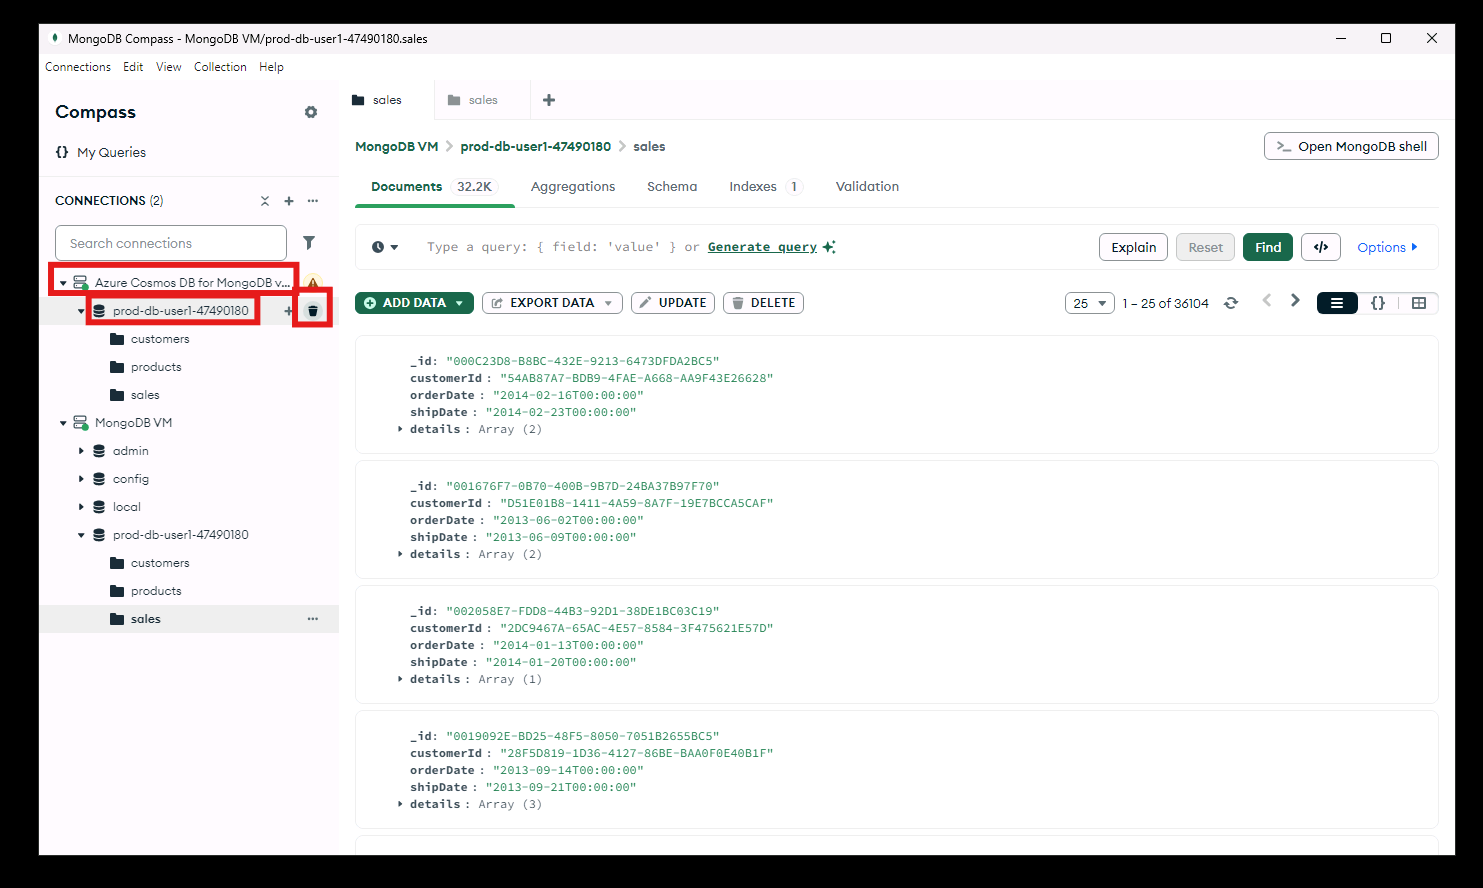 MongoDB Compass - MongoDB VM/prod-db-user1-47490180.sales
Connections Edit View Collection Help
Compass
{} My Queries
CONNECTIONS (2)
Search connections
Azure Cosmos DB for MongoDB v...
prod-db-user1-47490180
customers
products
sales
MongoDB VM
admin
config
local
prod-db-user1-47490180
customers
products
sales
sales sales
MongoDB VM > prod-db-user1-47490180 > sales
>_ Open MongoDB shell
Documents 32.2K Aggregations Schema Indexes 1 Validation
Type a query: { field: 'value' } or Generate query
Explain Reset Find </> Options
ADD DATA EXPORT DATA UPDATE DELETE
25 1 – 25 of 36104 {}
_id: "000C23D8-B8BC-432E-9213-6473DFDA2BC5"
customerId : "54AB87A7-BDB9-4FAE-A668-AA9F43E26628"
orderDate : "2014-02-16T00:00:00"
shipDate : "2014-02-23T00:00:00"
details : Array (2)
_id: "001676F7-0B70-400B-9B7D-24BA37B97F70"
customerId : "D51E01B8-1411-4A59-8A7F-19E7BCCA5CAF"
orderDate : "2013-06-02T00:00:00"
shipDate : "2013-06-09T00:00:00"
details : Array (2)
_id: "002058E7-FDD8-44B3-92D1-38DE1BC03C19"
customerId : "2DC9467A-65AC-4E57-8584-3F475621E57D"
orderDate : "2014-01-13T00:00:00"
shipDate : "2014-01-20T00:00:00"
details : Array (1)
_id: "0019092E-BD25-48F5-8050-7051B2655BC5"
customerId : "28F5D819-1D36-4127-86BE-BAA0F0E40B1F"
orderDate : "2013-09-14T00:00:00"
shipDate : "2013-09-21T00:00:00"
details : Array (3)